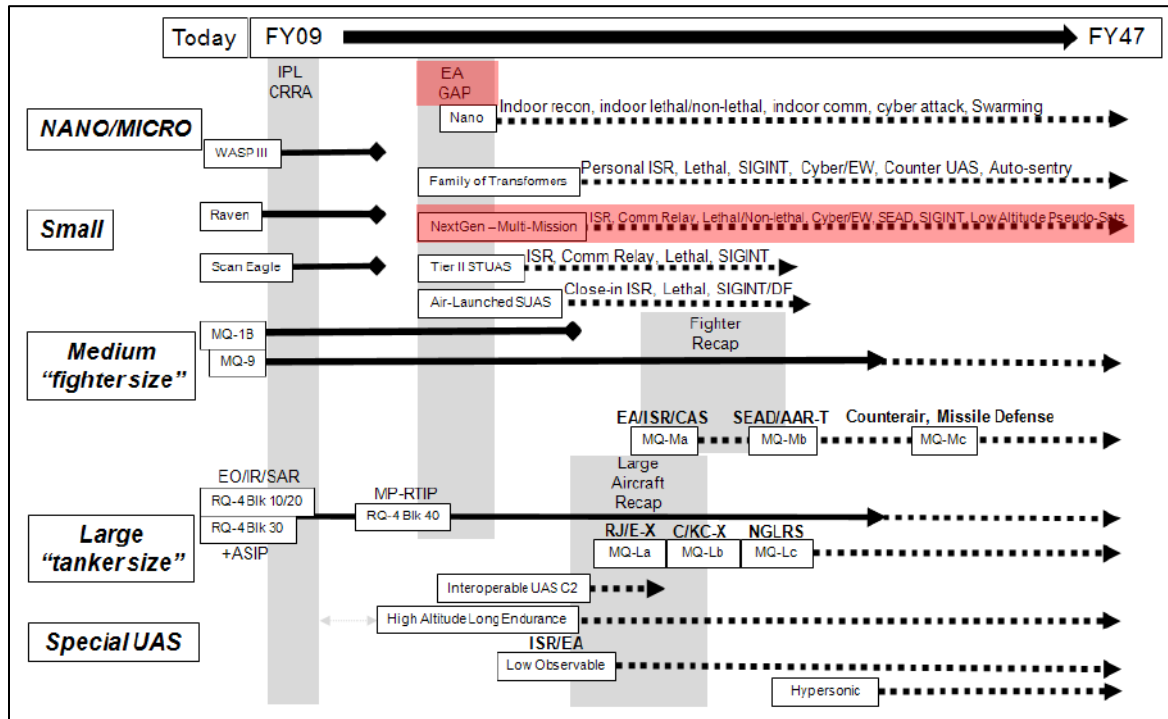 Today
FY09
FY47
IPL
CRRA
EA
GAP
NANO/MICRO
Nano
Indoor recon, indoor lethal/non-lethal, indoor comm, cyber attack, Swarming
WASP III
Family of Transformers
Personal ISR, Lethal, SIGINT, Cyber/EW, Counter UAS, Auto-sentry
Small
Raven
NextGen – Multi-Mission
ISR, Comm Relay, Lethal/Non-lethal, Cyber/EW, SEAD, SIGINT, Low Altitude Pseudo-Sats
Scan Eagle
Tier II STUAS
ISR, Comm Relay, Lethal, SIGINT
Air-Launched SUAS
Close-in ISR, Lethal, SIGINT/DF
Medium
"fighter size"
MQ-1B
MQ-9
Fighter
Recap
EA/ISR/CAS
SEAD/AAR-T
Counterair, Missile Defense
MQ-Ma
MQ-Mb
MQ-Mc
Large
Aircraft
Recap
Large
"tanker size"
EO/IR/SAR
RQ-4 Blk 10/20
RQ-4 Blk 30
+ASIP
MP-RTIP
RQ-4 Blk 40
RJ/E-X
C/KC-X
NGLRS
MQ-La
MQ-Lb
MQ-Lc
Special UAS
Interoperable UAS C2
High Altitude Long Endurance
ISR/EA
Low Observable
Hypersonic